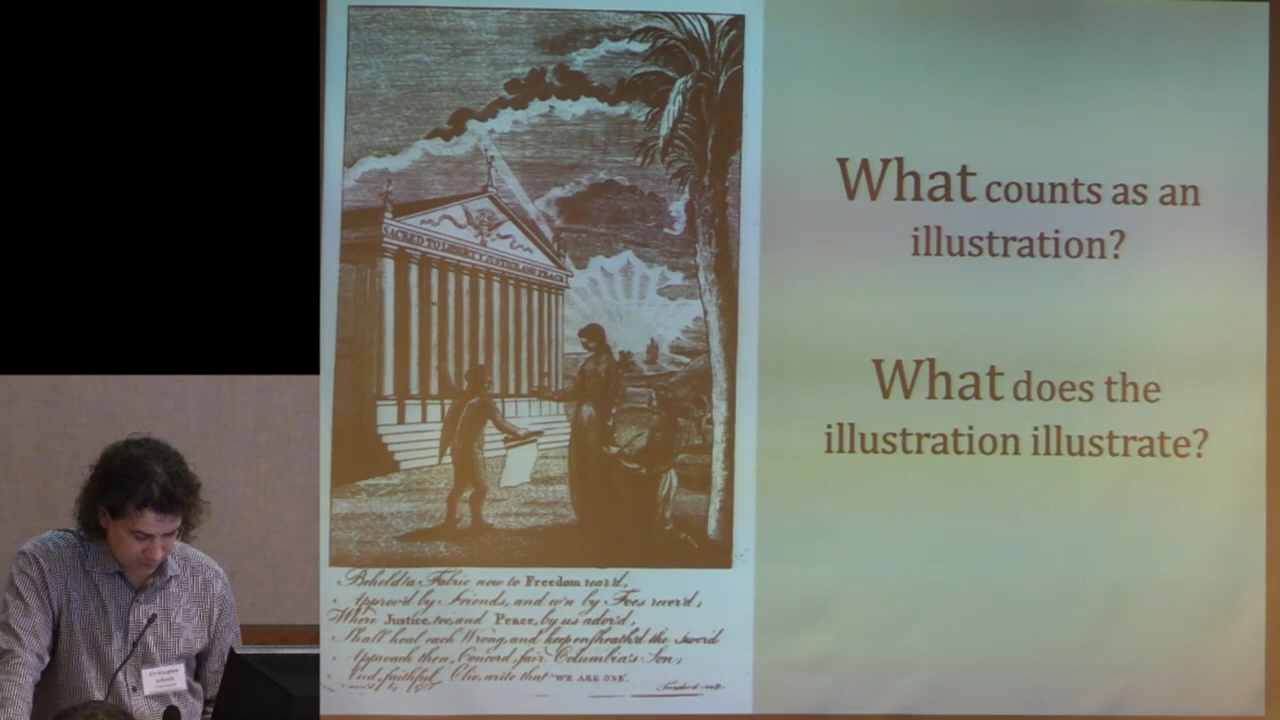 SACRED TO LIBERTY JUSTICE AND PEACE
What counts as an
illustration?
What does the
illustration illustrate?
Behold! a Fabric now to Freedom rear'd,
Approv'd by Friends, and ev'n by Foes rever'd,
Where Justice, too, and Peace, by us ador'd,
Shall heal each Wrong, and keep ensheath'd the Sword
Approach then, Concord, fair Columbia's Son,
And, faithful Clio, write that "WE ARE ONE".
Christopher